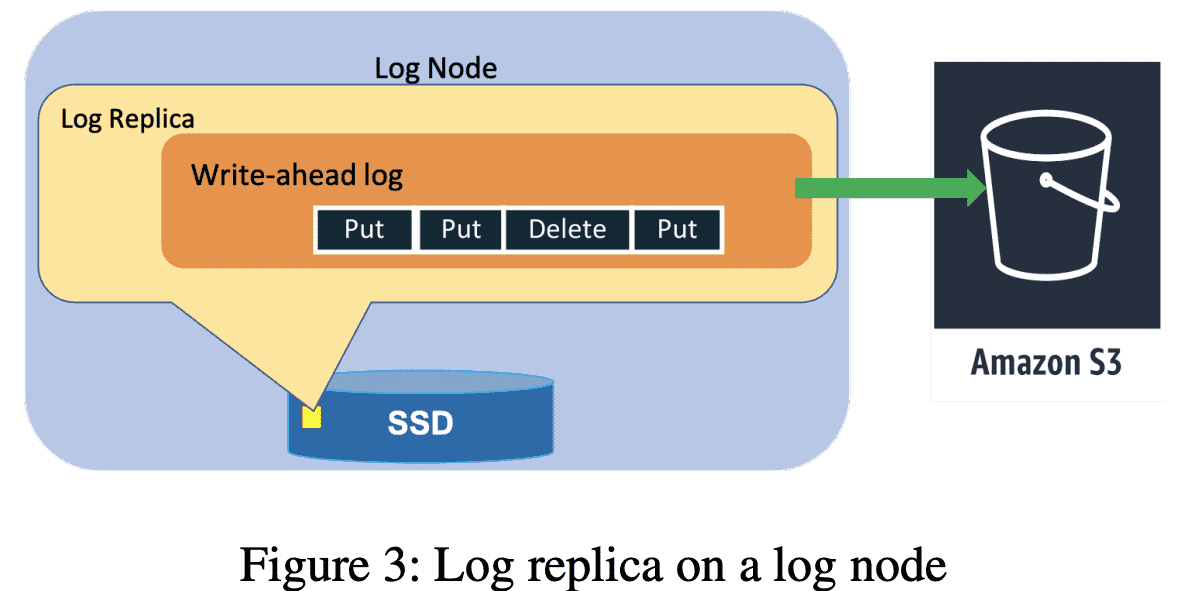 Log Node
Log Replica
Write-ahead log
Put Put Delete Put
SSD
Amazon S3
Figure 3: Log replica on a log node